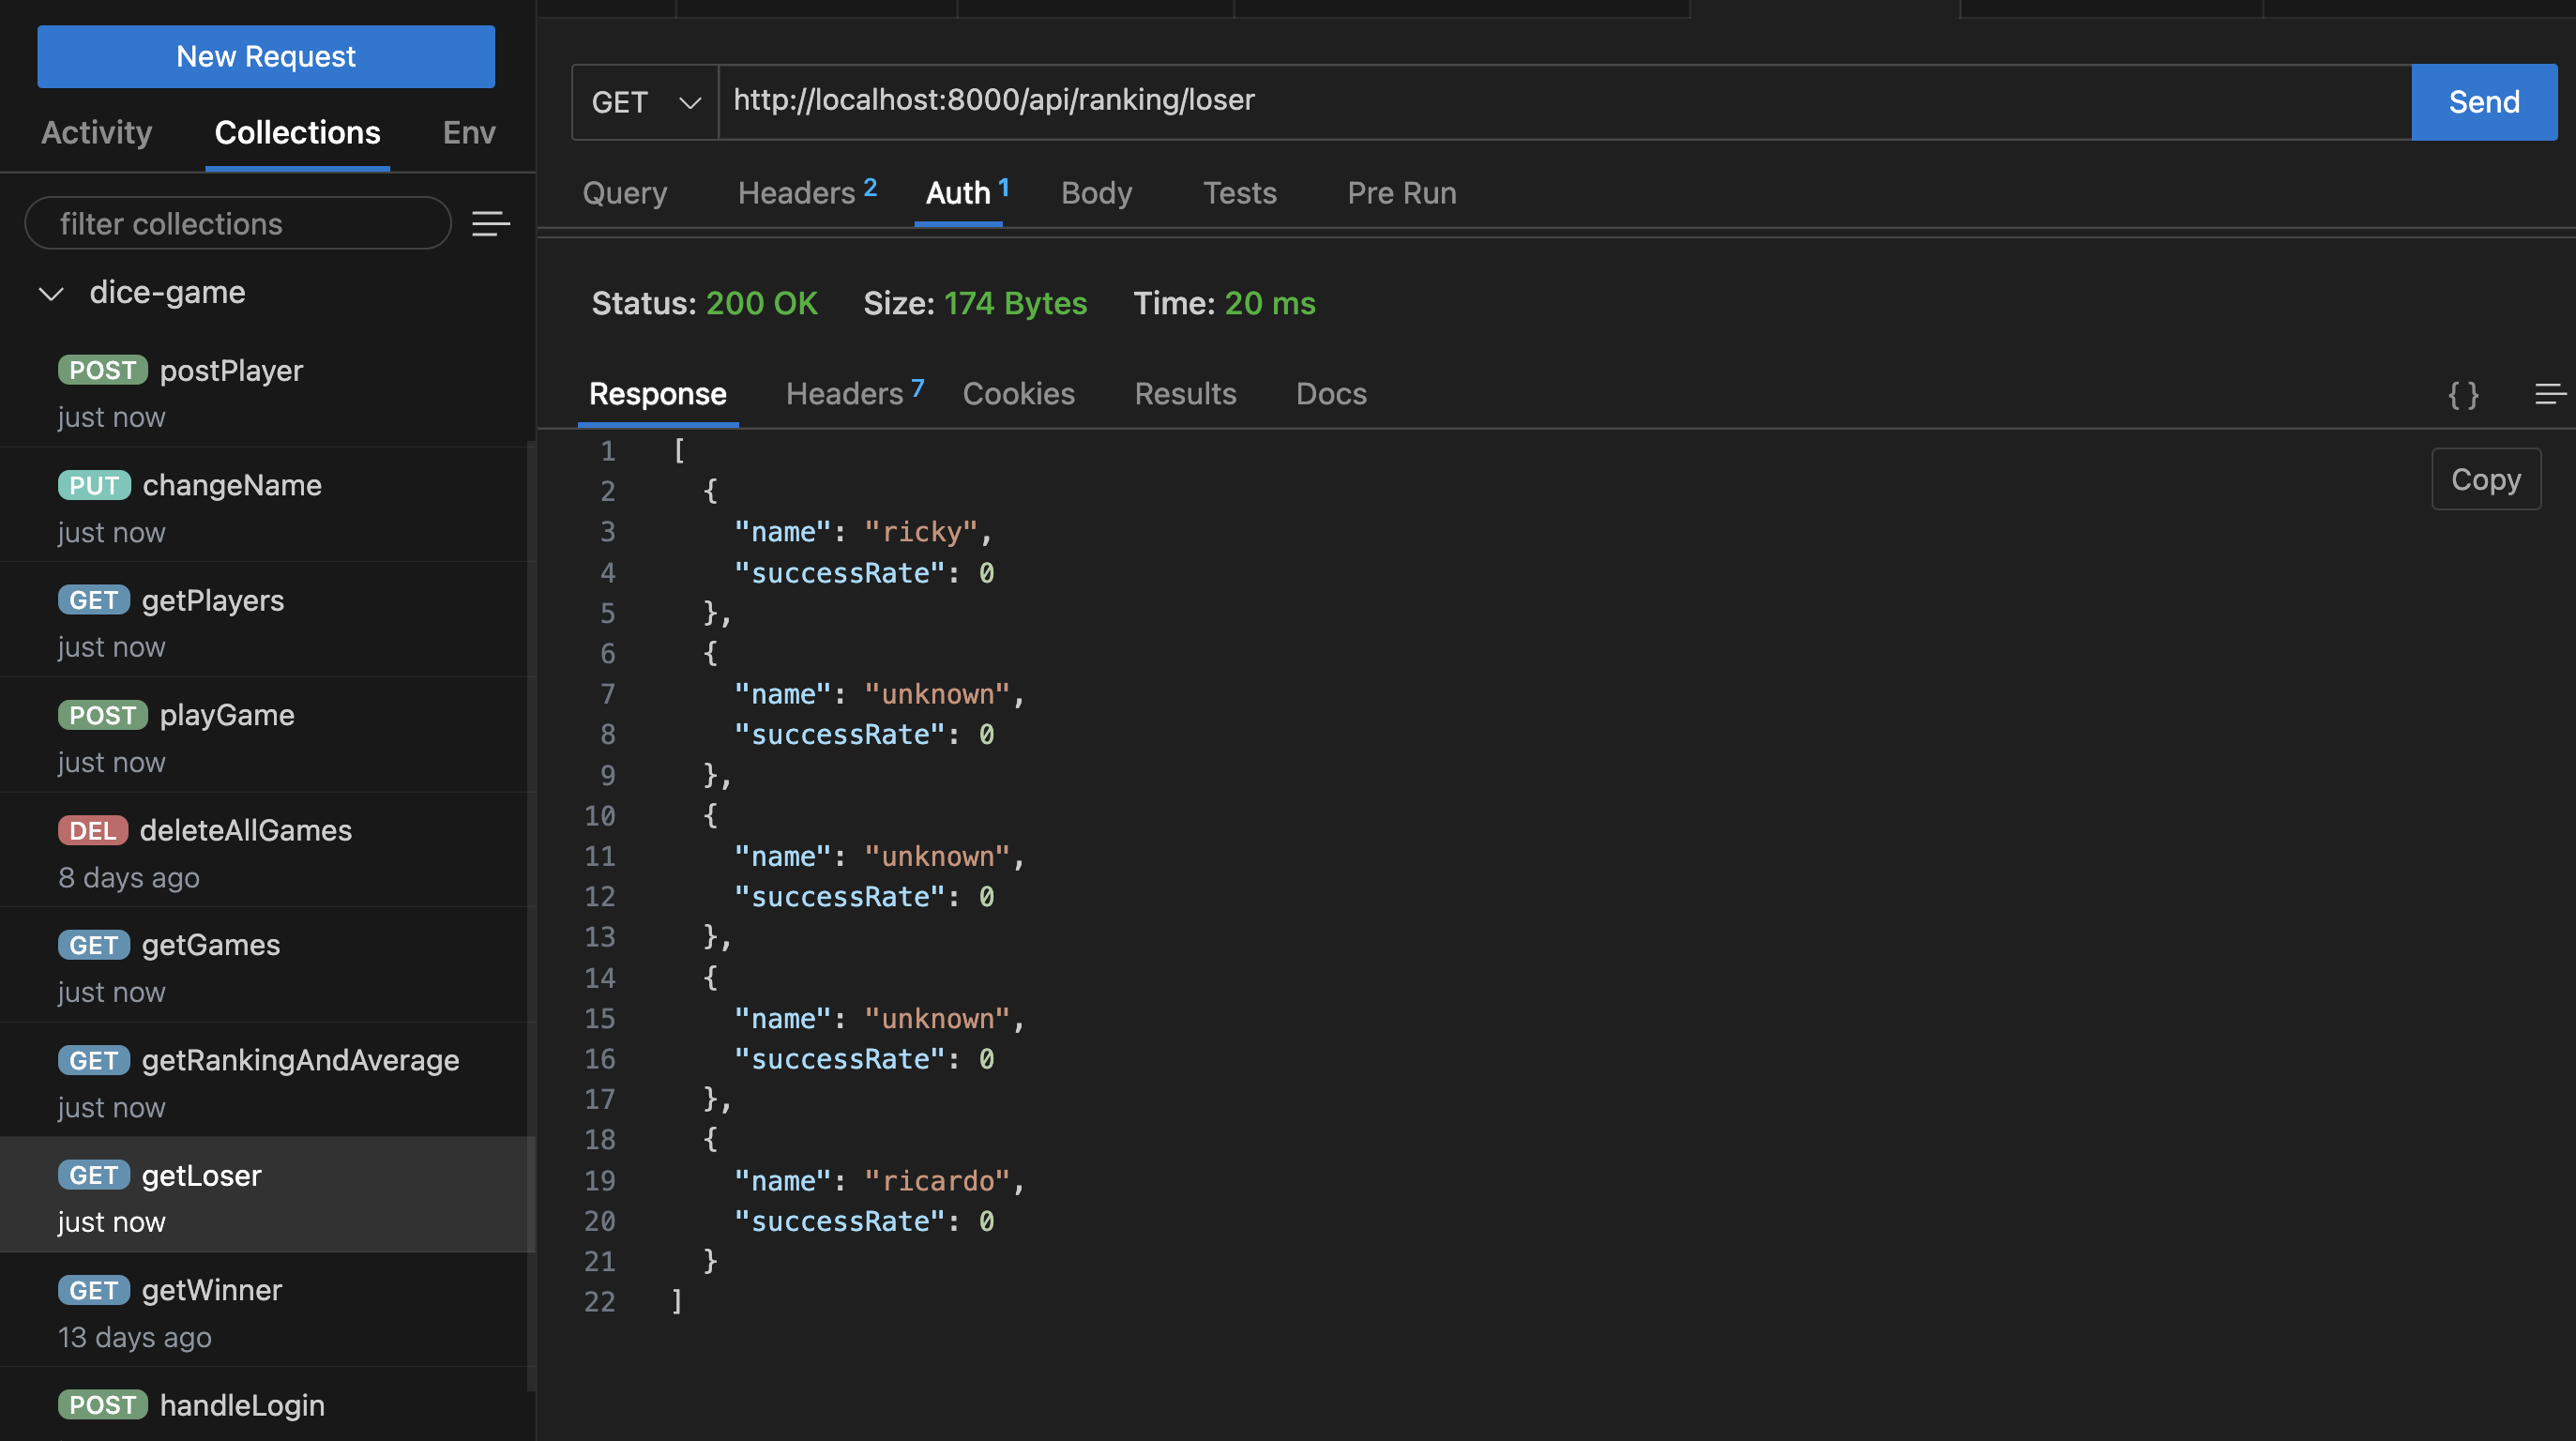 New Request
Activity Collections Env
filter collections
dice-game
POST postPlayer
just now
PUT changeName
just now
GET getPlayers
just now
POST playGame
just now
DEL deleteAllGames
8 days ago
GET getGames
just now
GET getRankingAndAverage
just now
GET getLoser
just now
GET getWinner
13 days ago
POST handleLogin
GET http://localhost:8000/api/ranking/loser Send
Query Headers 2 Auth 1 Body Tests Pre Run
Status: 200 OK Size: 174 Bytes Time: 20 ms
Response Headers 7 Cookies Results Docs { }
Copy
1 [
2 {
3 "name": "ricky",
4 "successRate": 0
5 },
6 {
7 "name": "unknown",
8 "successRate": 0
9 },
10 {
11 "name": "unknown",
12 "successRate": 0
13 },
14 {
15 "name": "unknown",
16 "successRate": 0
17 },
18 {
19 "name": "ricardo",
20 "successRate": 0
21 }
22 ]